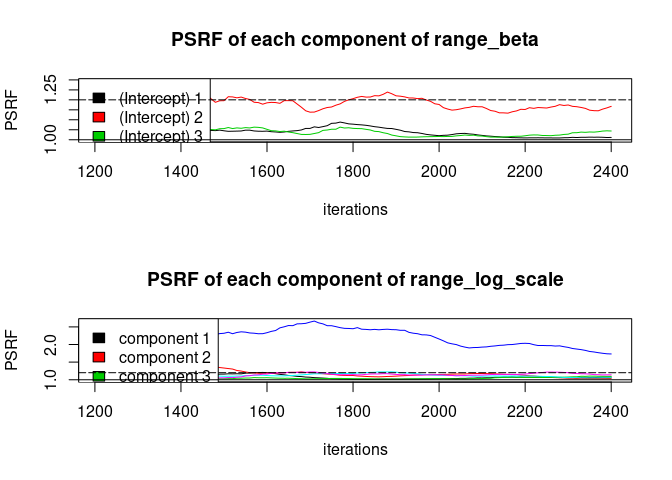 PSRF of each component of range_beta
PSRF
1.00
1.25
(Intercept) 1
(Intercept) 2
(Intercept) 3
1200 1400 1600 1800 2000 2200 2400
iterations
PSRF of each component of range_log_scale
PSRF
1.0
2.0
component 1
component 2
component 3
1200 1400 1600 1800 2000 2200 2400
iterations